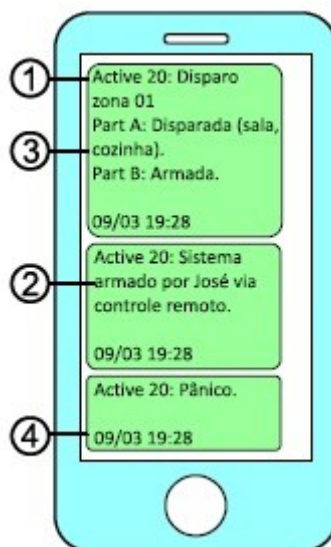 ① Active 20: Disparo
zona 01
③ Part A: Disparada (sala,
cozinha).
Part B: Armada.
09/03 19:28
Active 20: Sistema
② armado por José via
controle remoto.
09/03 19:28
Active 20: Pânico.
④ 09/03 19:28